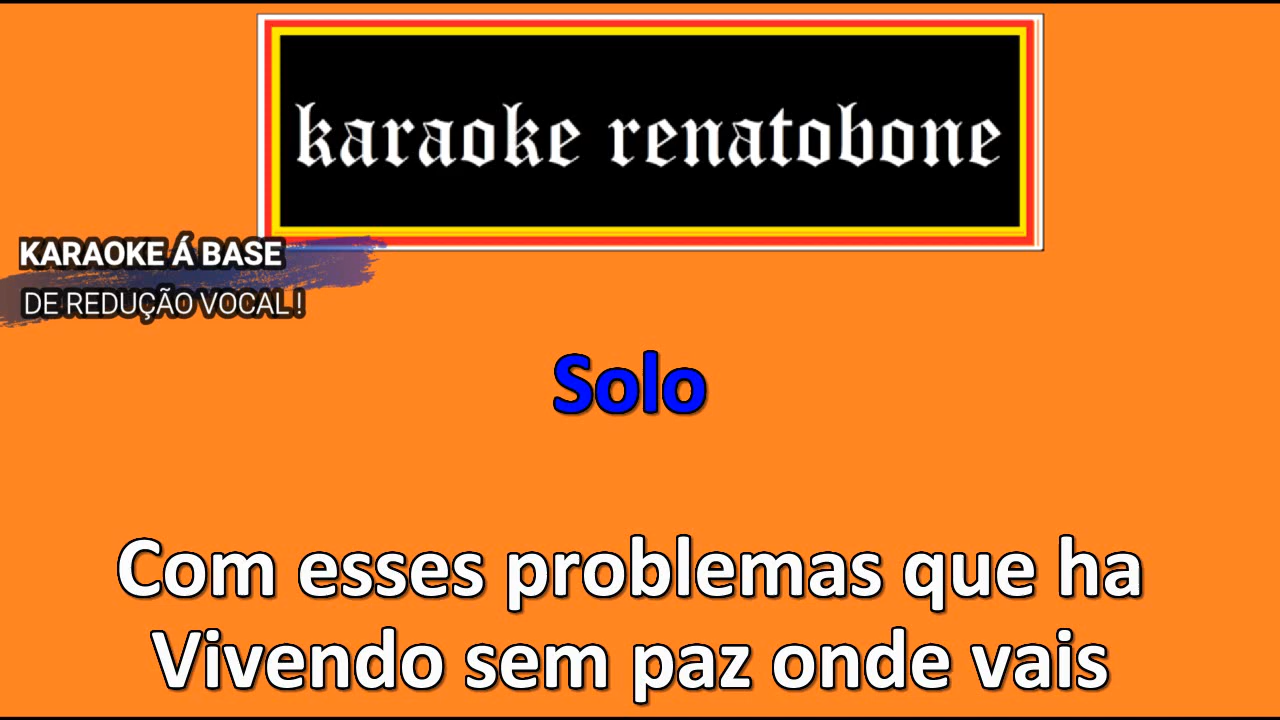 karaoke renatobone
KARAOKE Á BASE
DE REDUÇÃO VOCAL !
Solo
Com esses problemas que ha
Vivendo sem paz onde vais